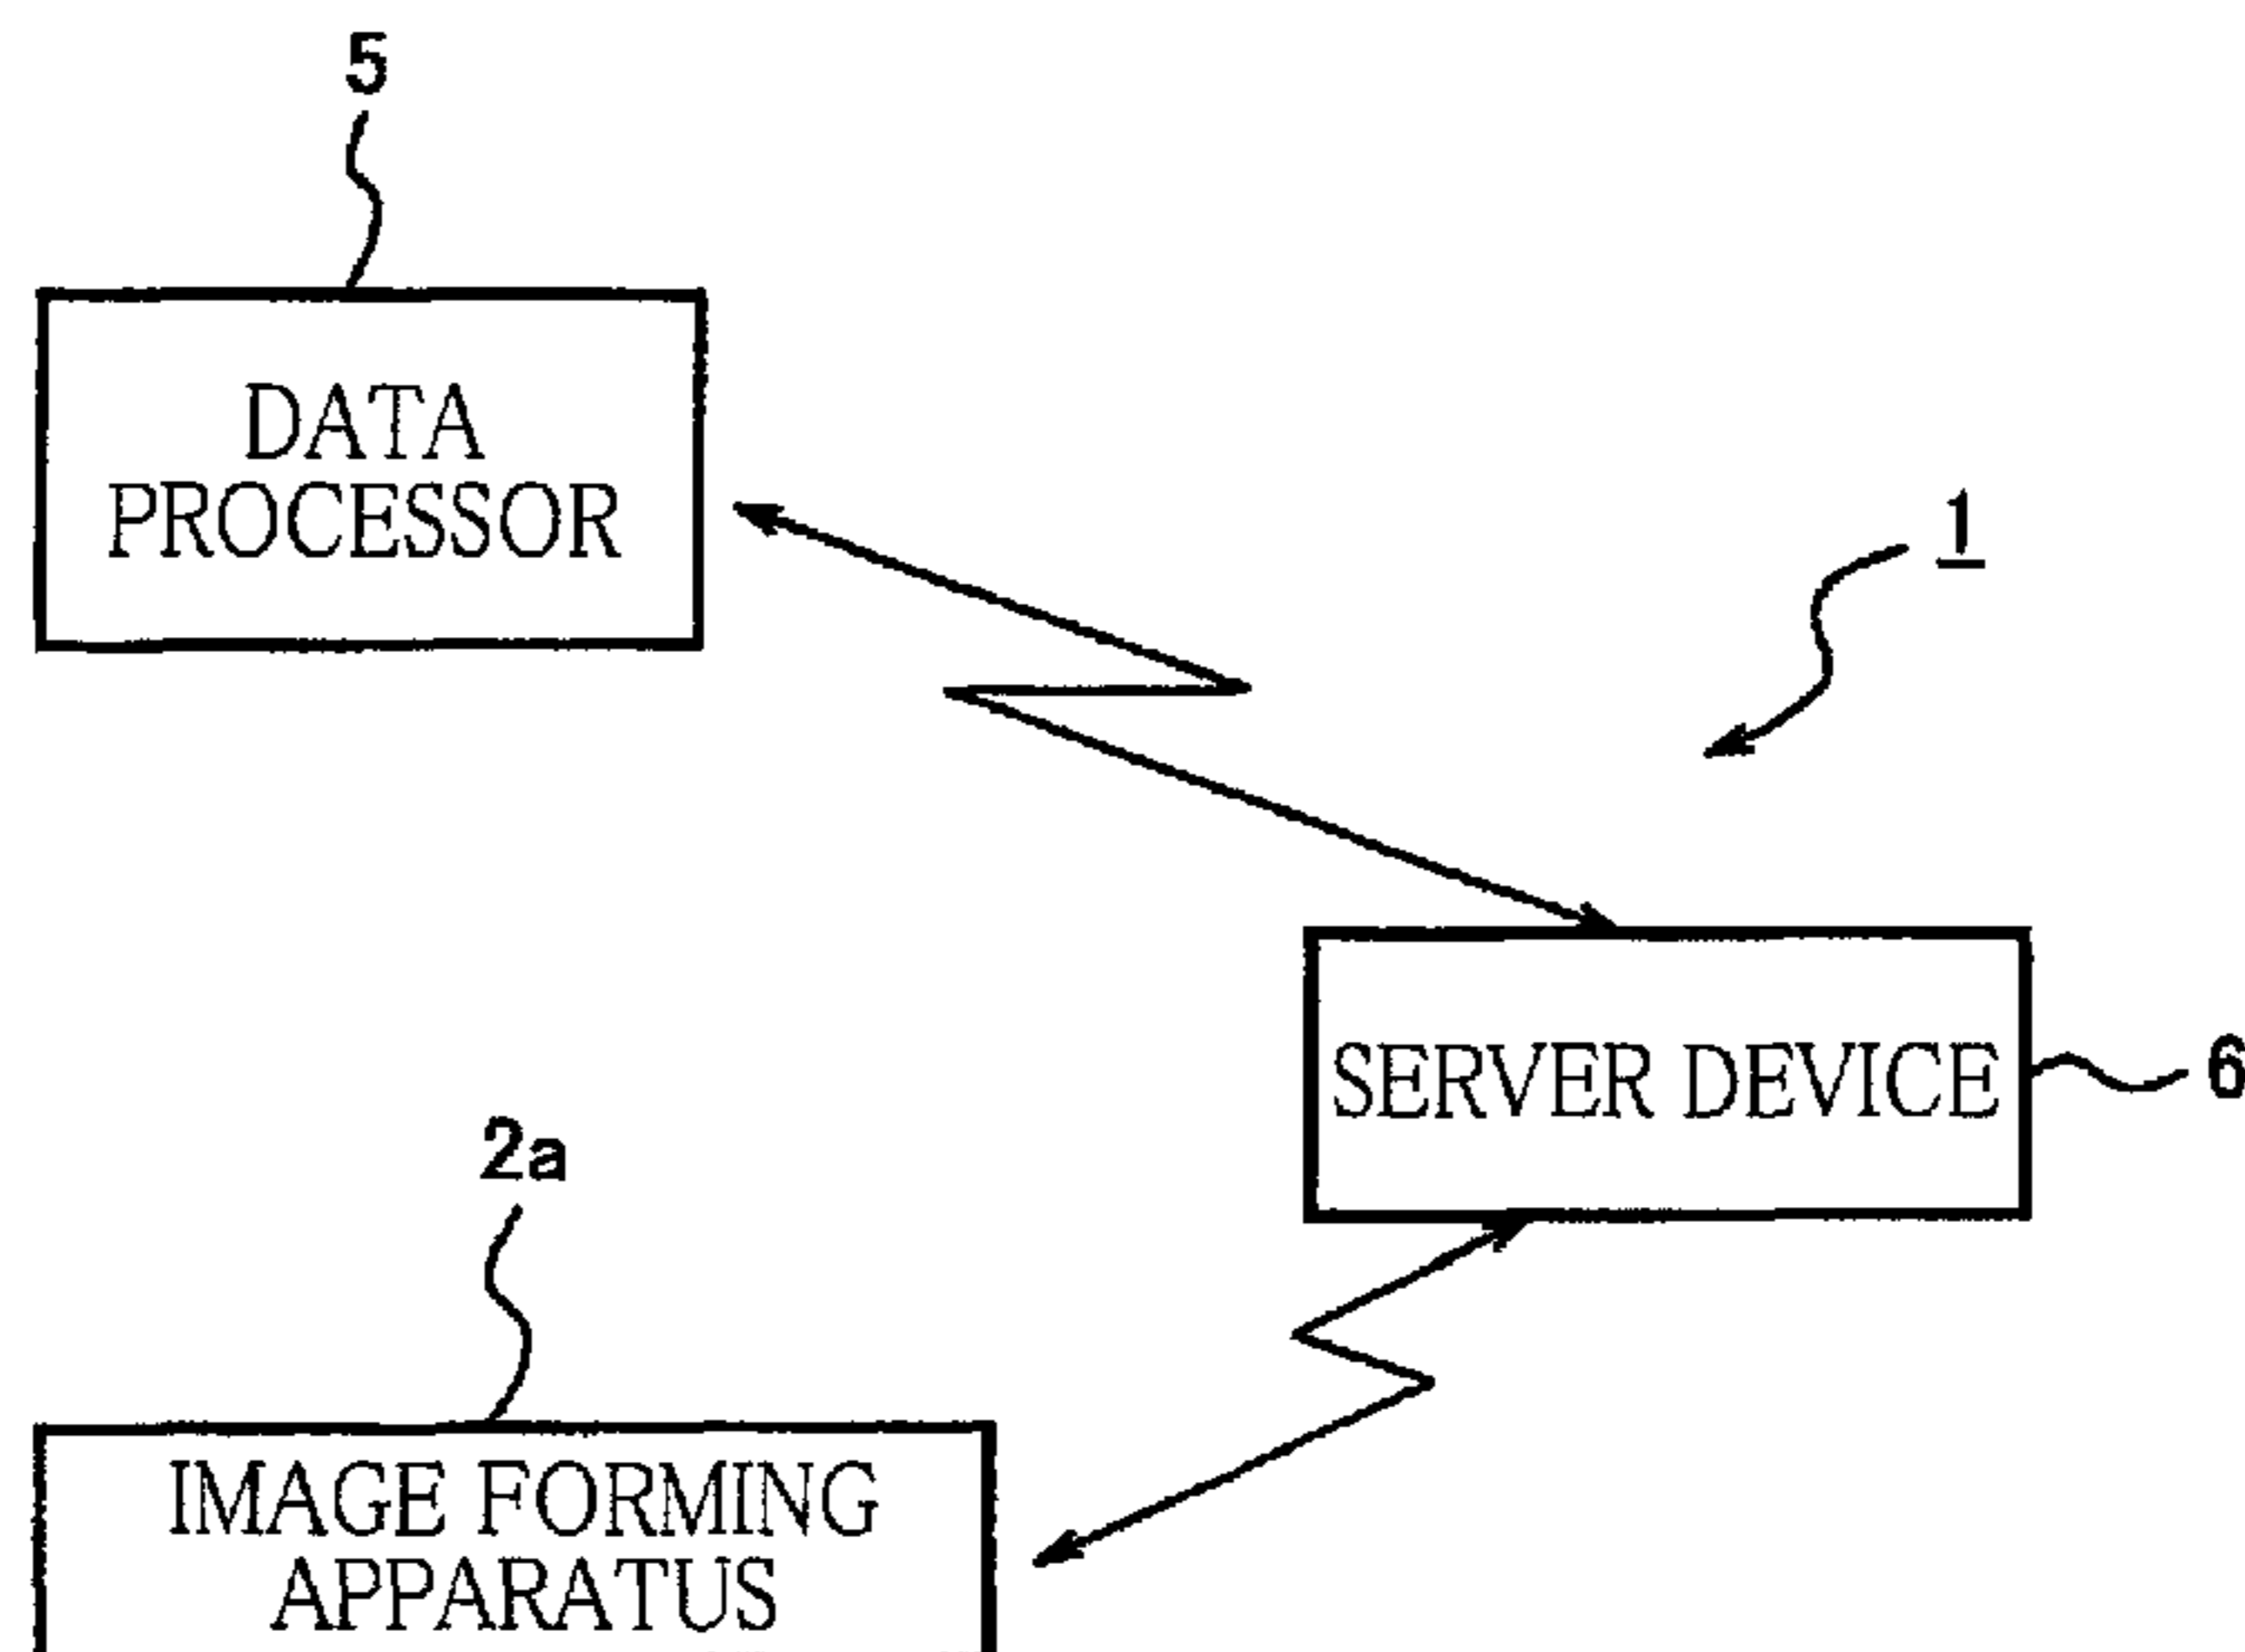 5
DATA
PROCESSOR
1
SERVER DEVICE
6
2a
IMAGE FORMING
APPARATUS